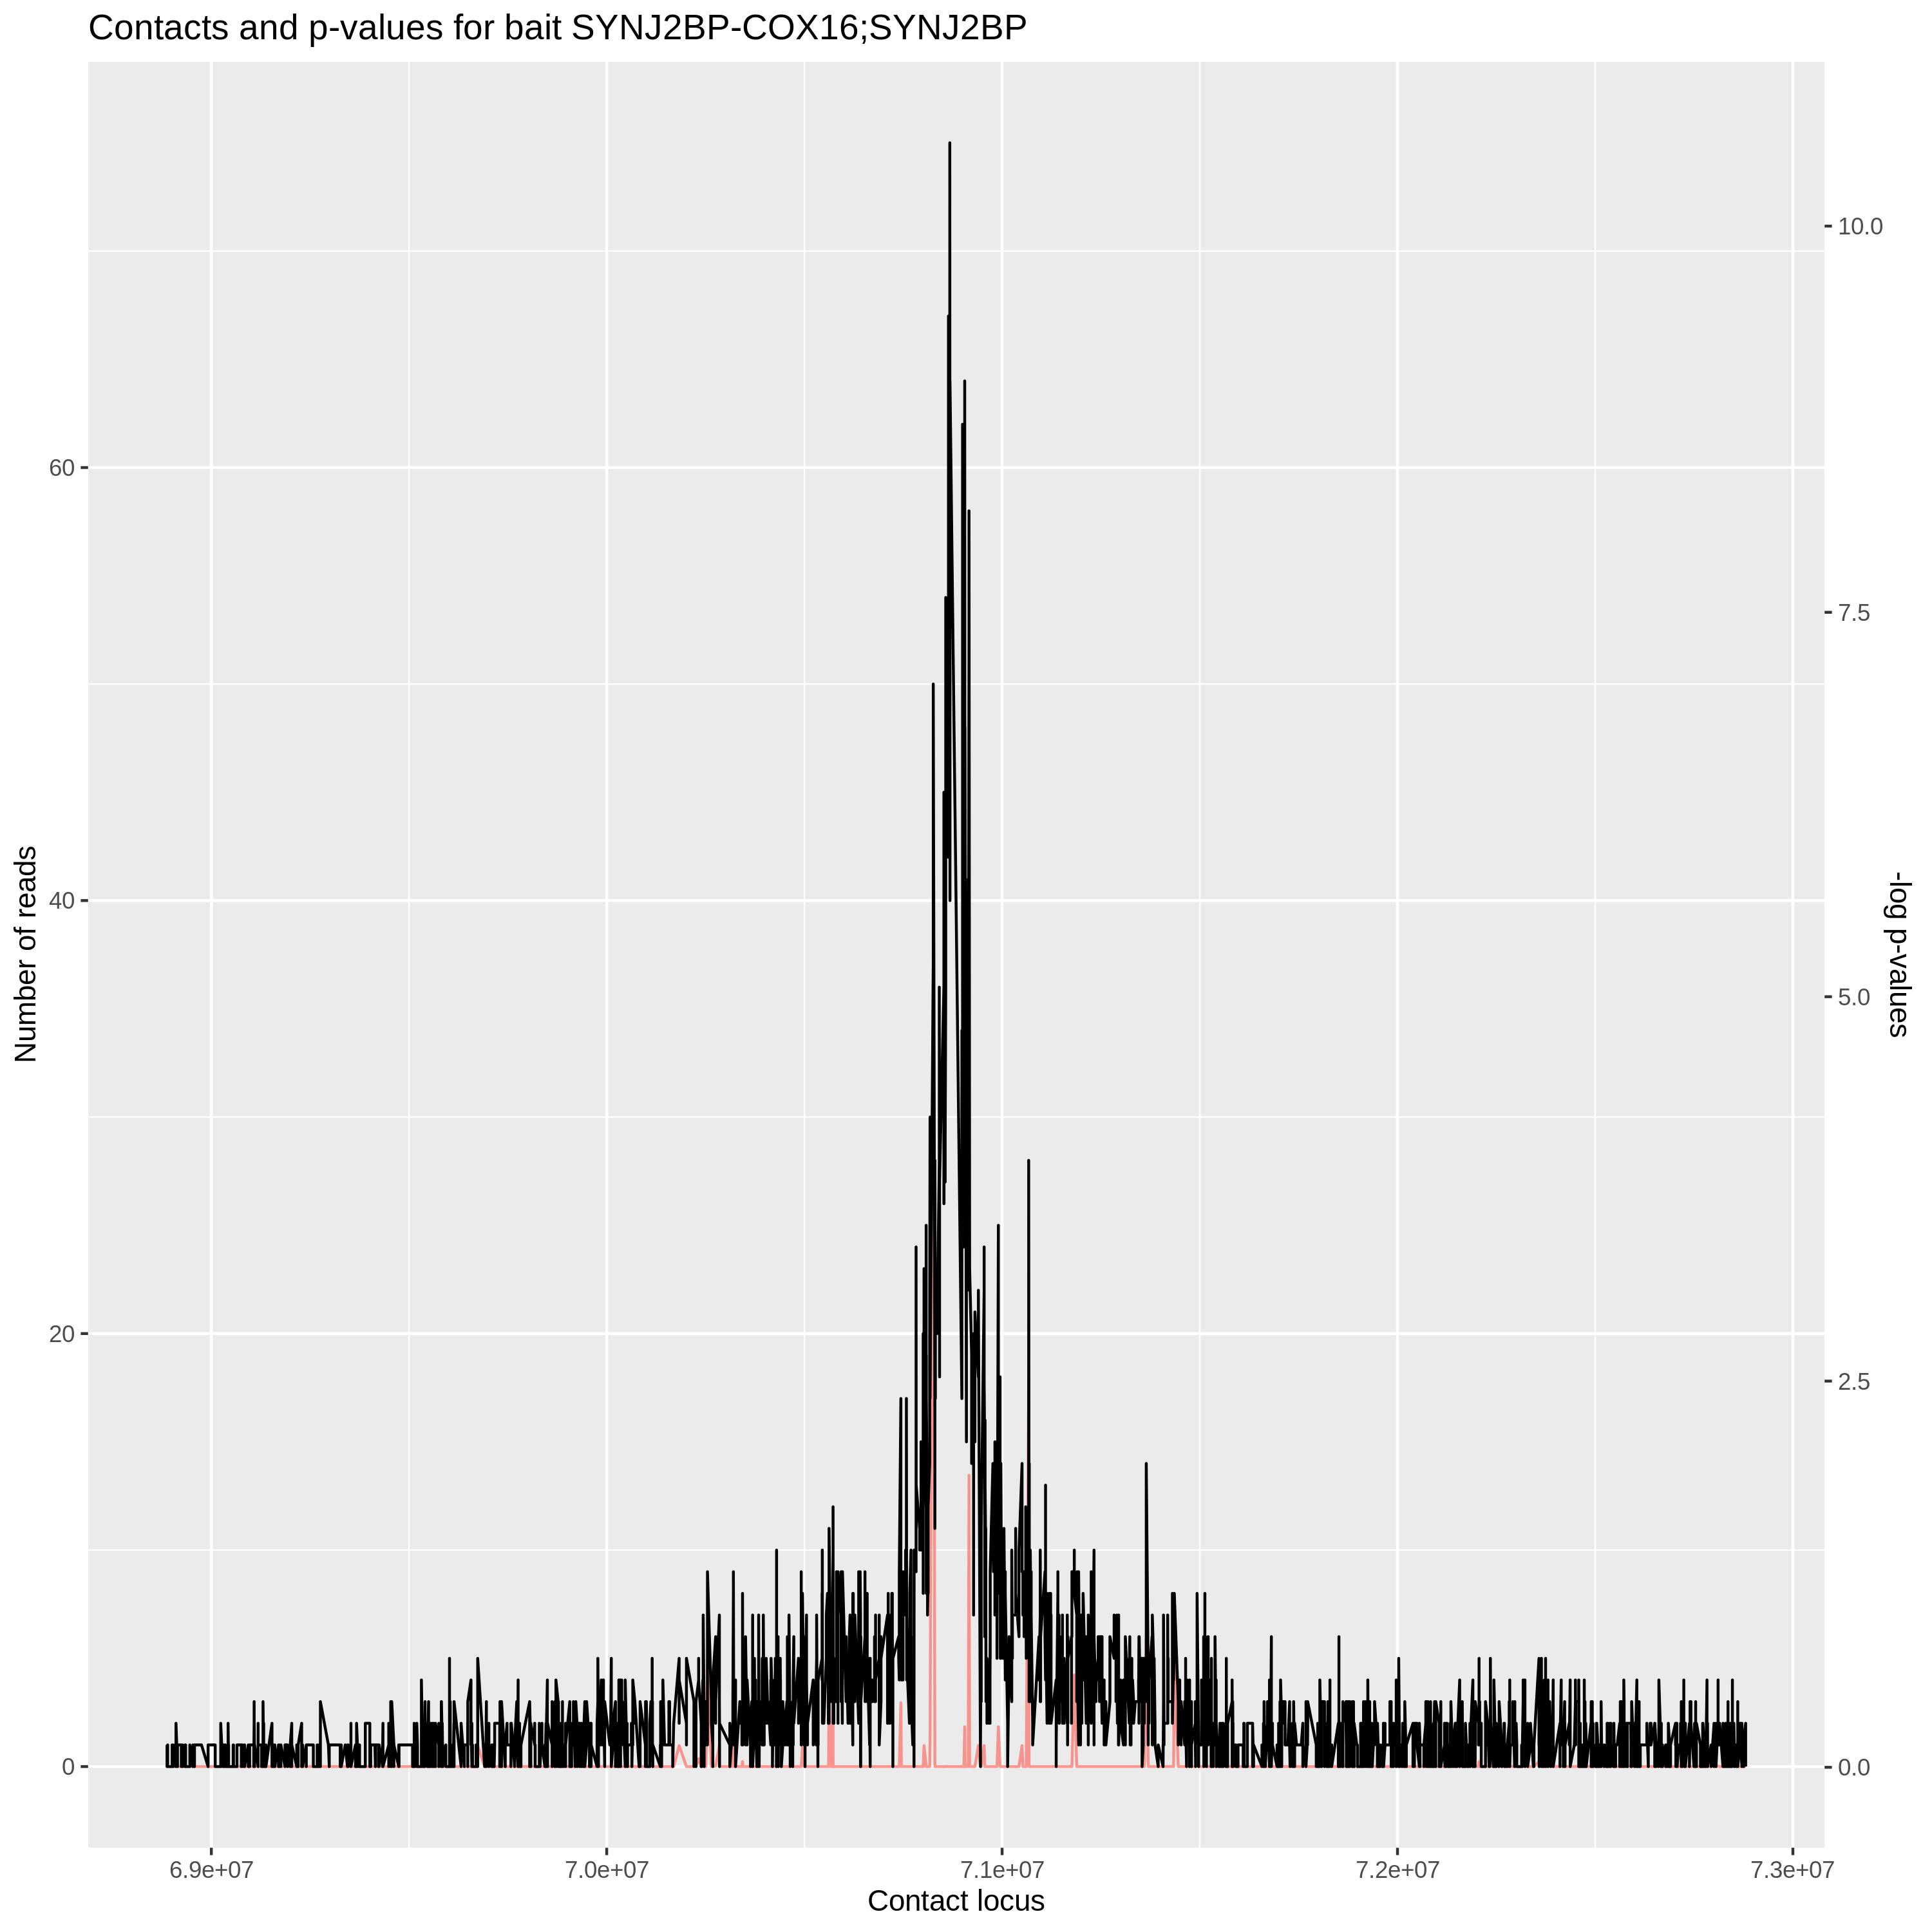 Contacts and p-values for bait SYNJ2BP-COX16;SYNJ2BP
Number of reads
60
40
20
0
10.0
7.5
5.0
2.5
0.0
-log p-values
6.9e+07 7.0e+07 7.1e+07 7.2e+07 7.3e+07
Contact locus